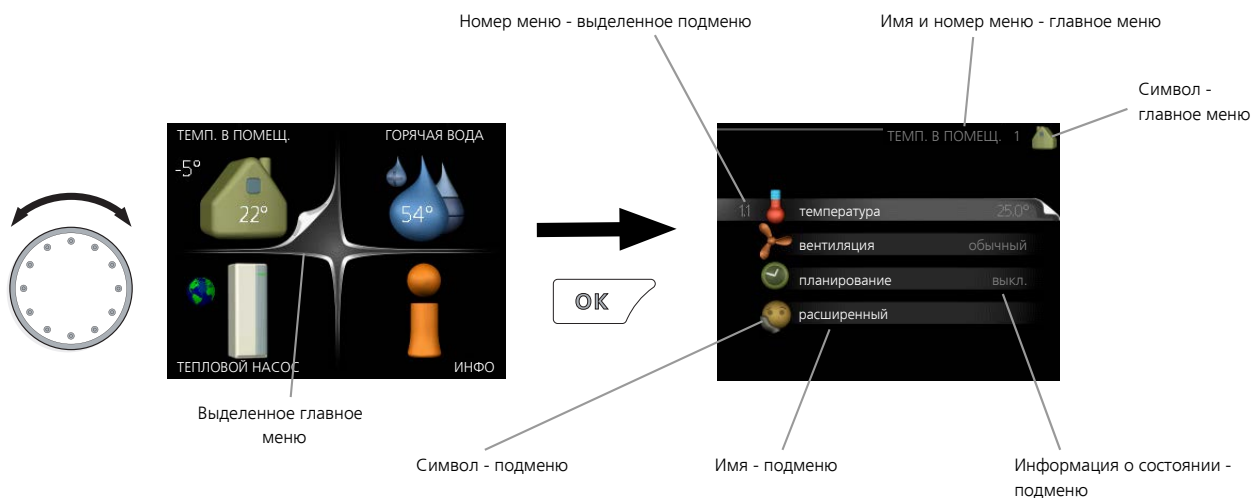 Номер меню - выделенное подменю
Имя и номер меню - главное меню
Символ -
главное меню
ТЕМП. В ПОМЕЩ.
ГОРЯЧАЯ ВОДА
-5°
22°
54°
ТЕПЛОВОЙ НАСОС
ИНФО
OK
ТЕМП. В ПОМЕЩ. 1
1.1 температура 25.0°
вентиляция обычный
планирование выкл.
расширенный
Выделенное главное
меню
Символ - подменю
Имя - подменю
Информация о состоянии -
подменю